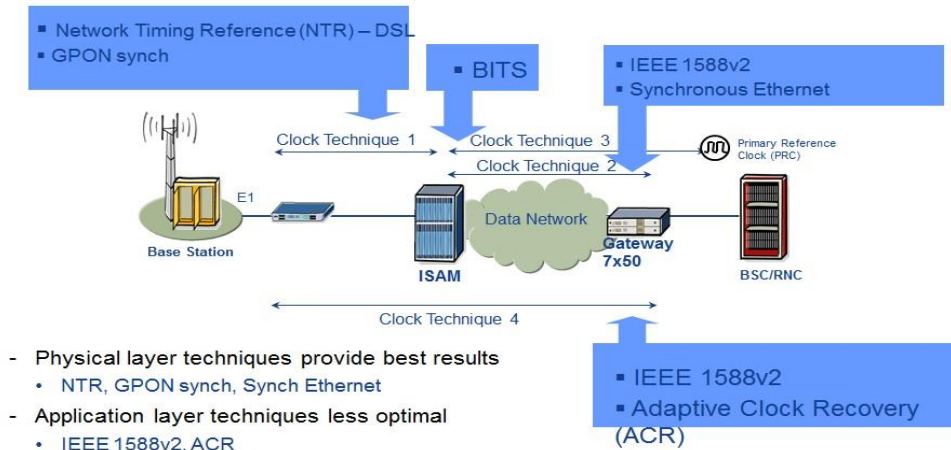 ▪ Network Timing Reference (NTR) – DSL
▪ GPON synch
▪ BITS
▪ IEEE 1588v2
▪ Synchronous Ethernet
Clock Technique 1
Clock Technique 3
Primary Reference
Clock (PRC)
Clock Technique 2
E1
Data Network
Base Station
ISAM
Gateway
7x50
BSC/RNC
Clock Technique 4
- Physical layer techniques provide best results
• NTR, GPON synch, Synch Ethernet
- Application layer techniques less optimal
• IEEE 1588v2, ACR
▪ IEEE 1588v2
▪ Adaptive Clock Recovery
(ACR)